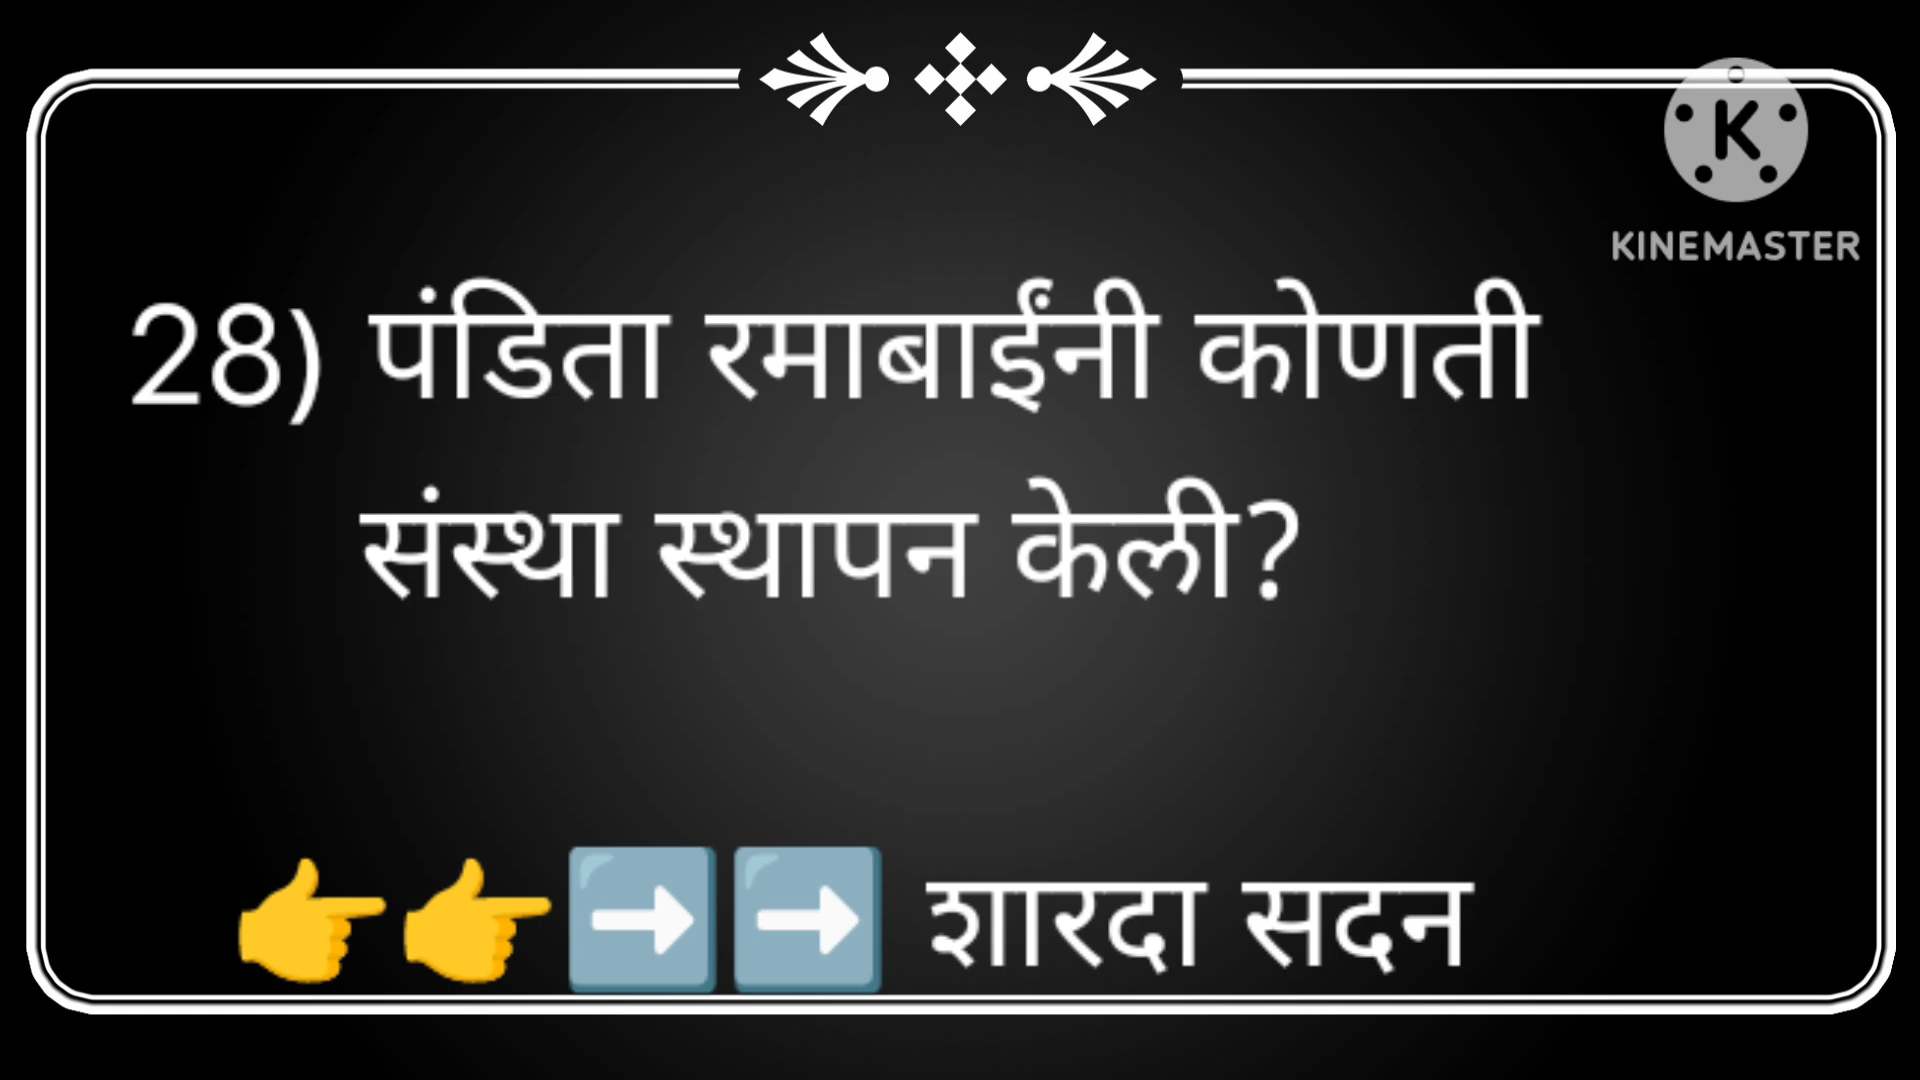 KINEMASTER
28) पंडिता रमाबाईंनी कोणती
संस्था स्थापन केली?
👉👉➡️➡️ शारदा सदन